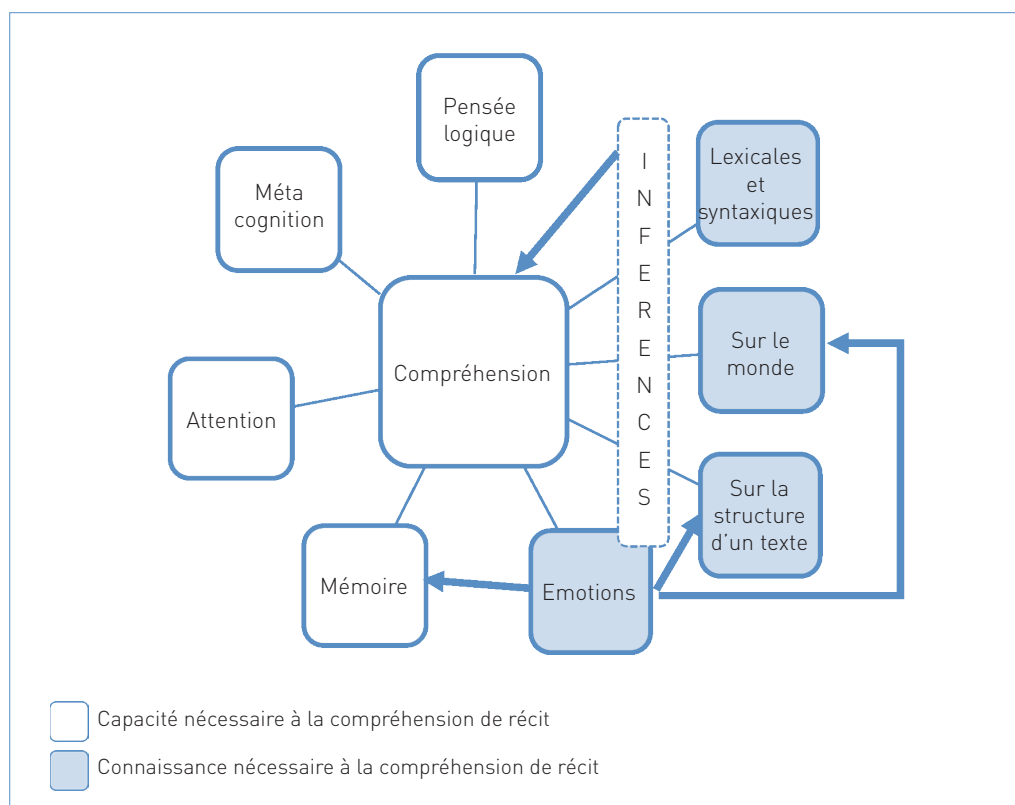 Pensée
logique
Méta
cognition
Attention
Compréhension
Mémoire
Emotions
I
N
F
E
R
E
N
C
E
S
Lexicales
et
syntaxiques
Sur le
monde
Sur la
structure
d'un texte
Capacité nécessaire à la compréhension de récit
Connaissance nécessaire à la compréhension de récit